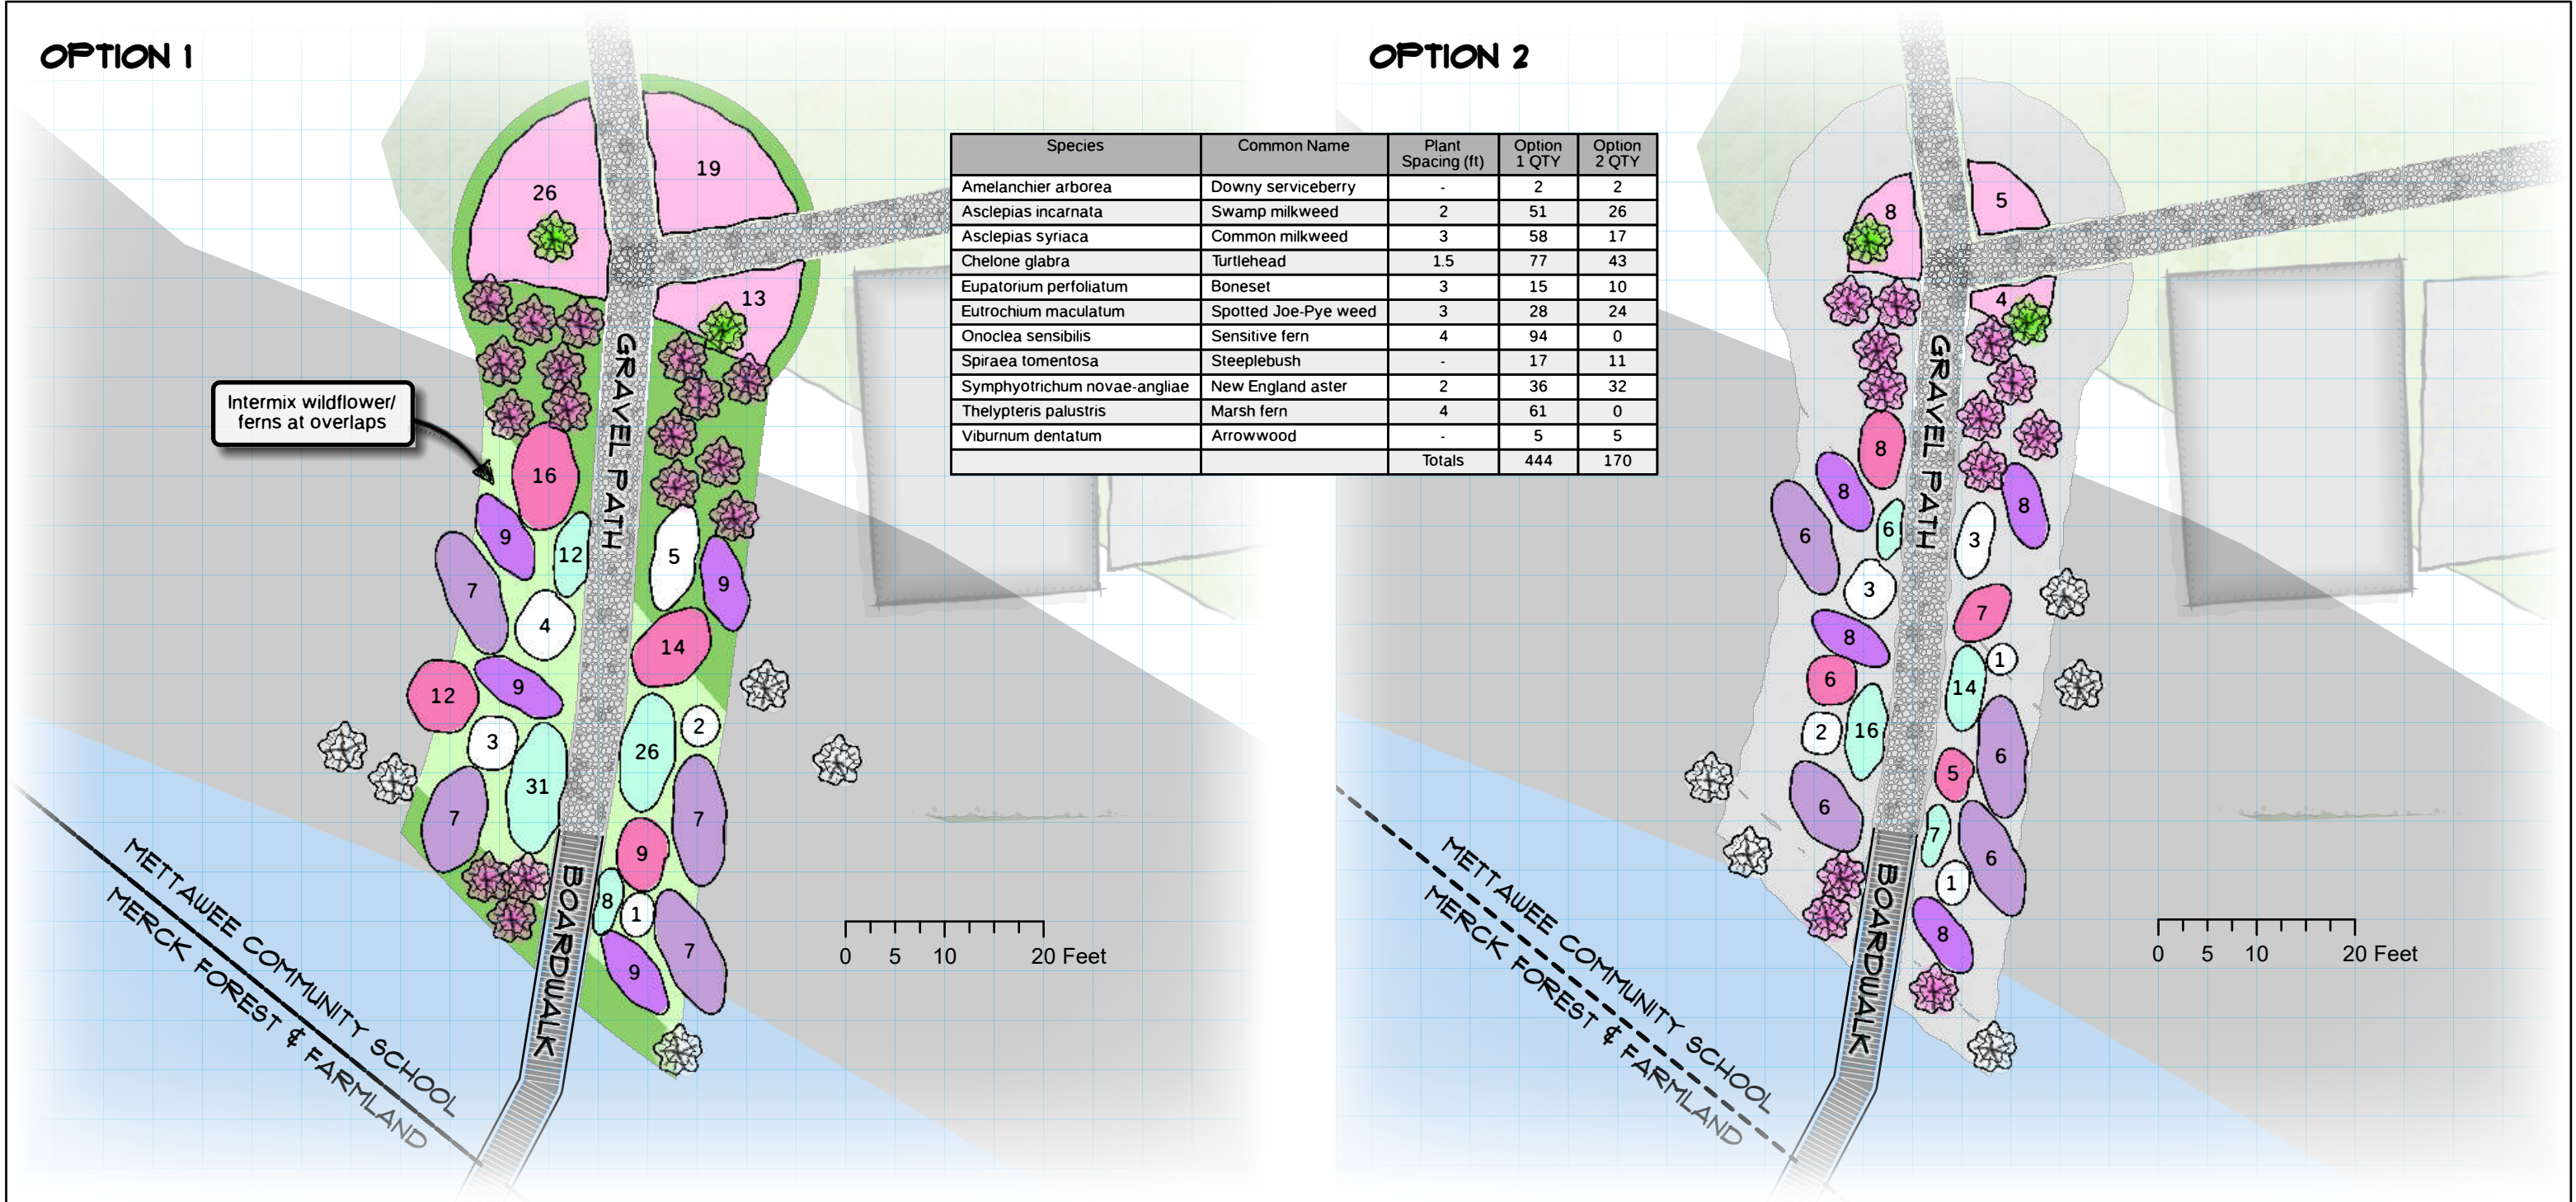 OPTION 1
26
19
13
GRAVEL PATH
Intermix wildflower/
ferns at overlaps
16
9
12
5
9
7
4
14
12
9
3
2
26
31
7
7
9
8
1
7
9
BOARDWALK
METTAWEE COMMUNITY SCHOOL
MERCK FOREST & FARMLAND
0 5 10 20 Feet
Species Common Name Plant Spacing (ft) Option 1 QTY Option 2 QTY
Amelanchier arborea Downy serviceberry - 2 2
Asclepias incarnata Swamp milkweed 2 51 26
Asclepias syriaca Common milkweed 3 58 17
Chelone glabra Turtlehead 1.5 77 43
Eupatorium perfoliatum Boneset 3 15 10
Eutrochium maculatum Spotted Joe-Pye weed 3 28 24
Onoclea sensibilis Sensitive fern 4 94 0
Spiraea tomentosa Steeplebush - 17 11
Symphyotrichum novae-angliae New England aster 2 36 32
Thelypteris palustris Marsh fern 4 61 0
Viburnum dentatum Arrowwood - 5 5
Totals 444 170
OPTION 2
8
5
4
GRAVEL PATH
8
8
8
6
6
3
3
7
8
6
1
14
2
16
6
5
6
7
6
1
8
BOARDWALK
METTAWEE COMMUNITY SCHOOL
MERCK FOREST & FARMLAND
0 5 10 20 Feet